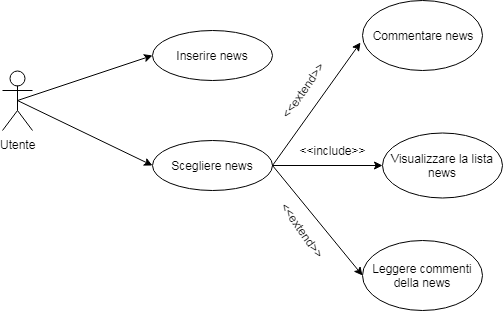 Commentare news
Inserire news
<<extend>>
Utente
Scegliere news
<<include>>
Visualizzare la lista
news
<<extend>>
Leggere commenti
della news